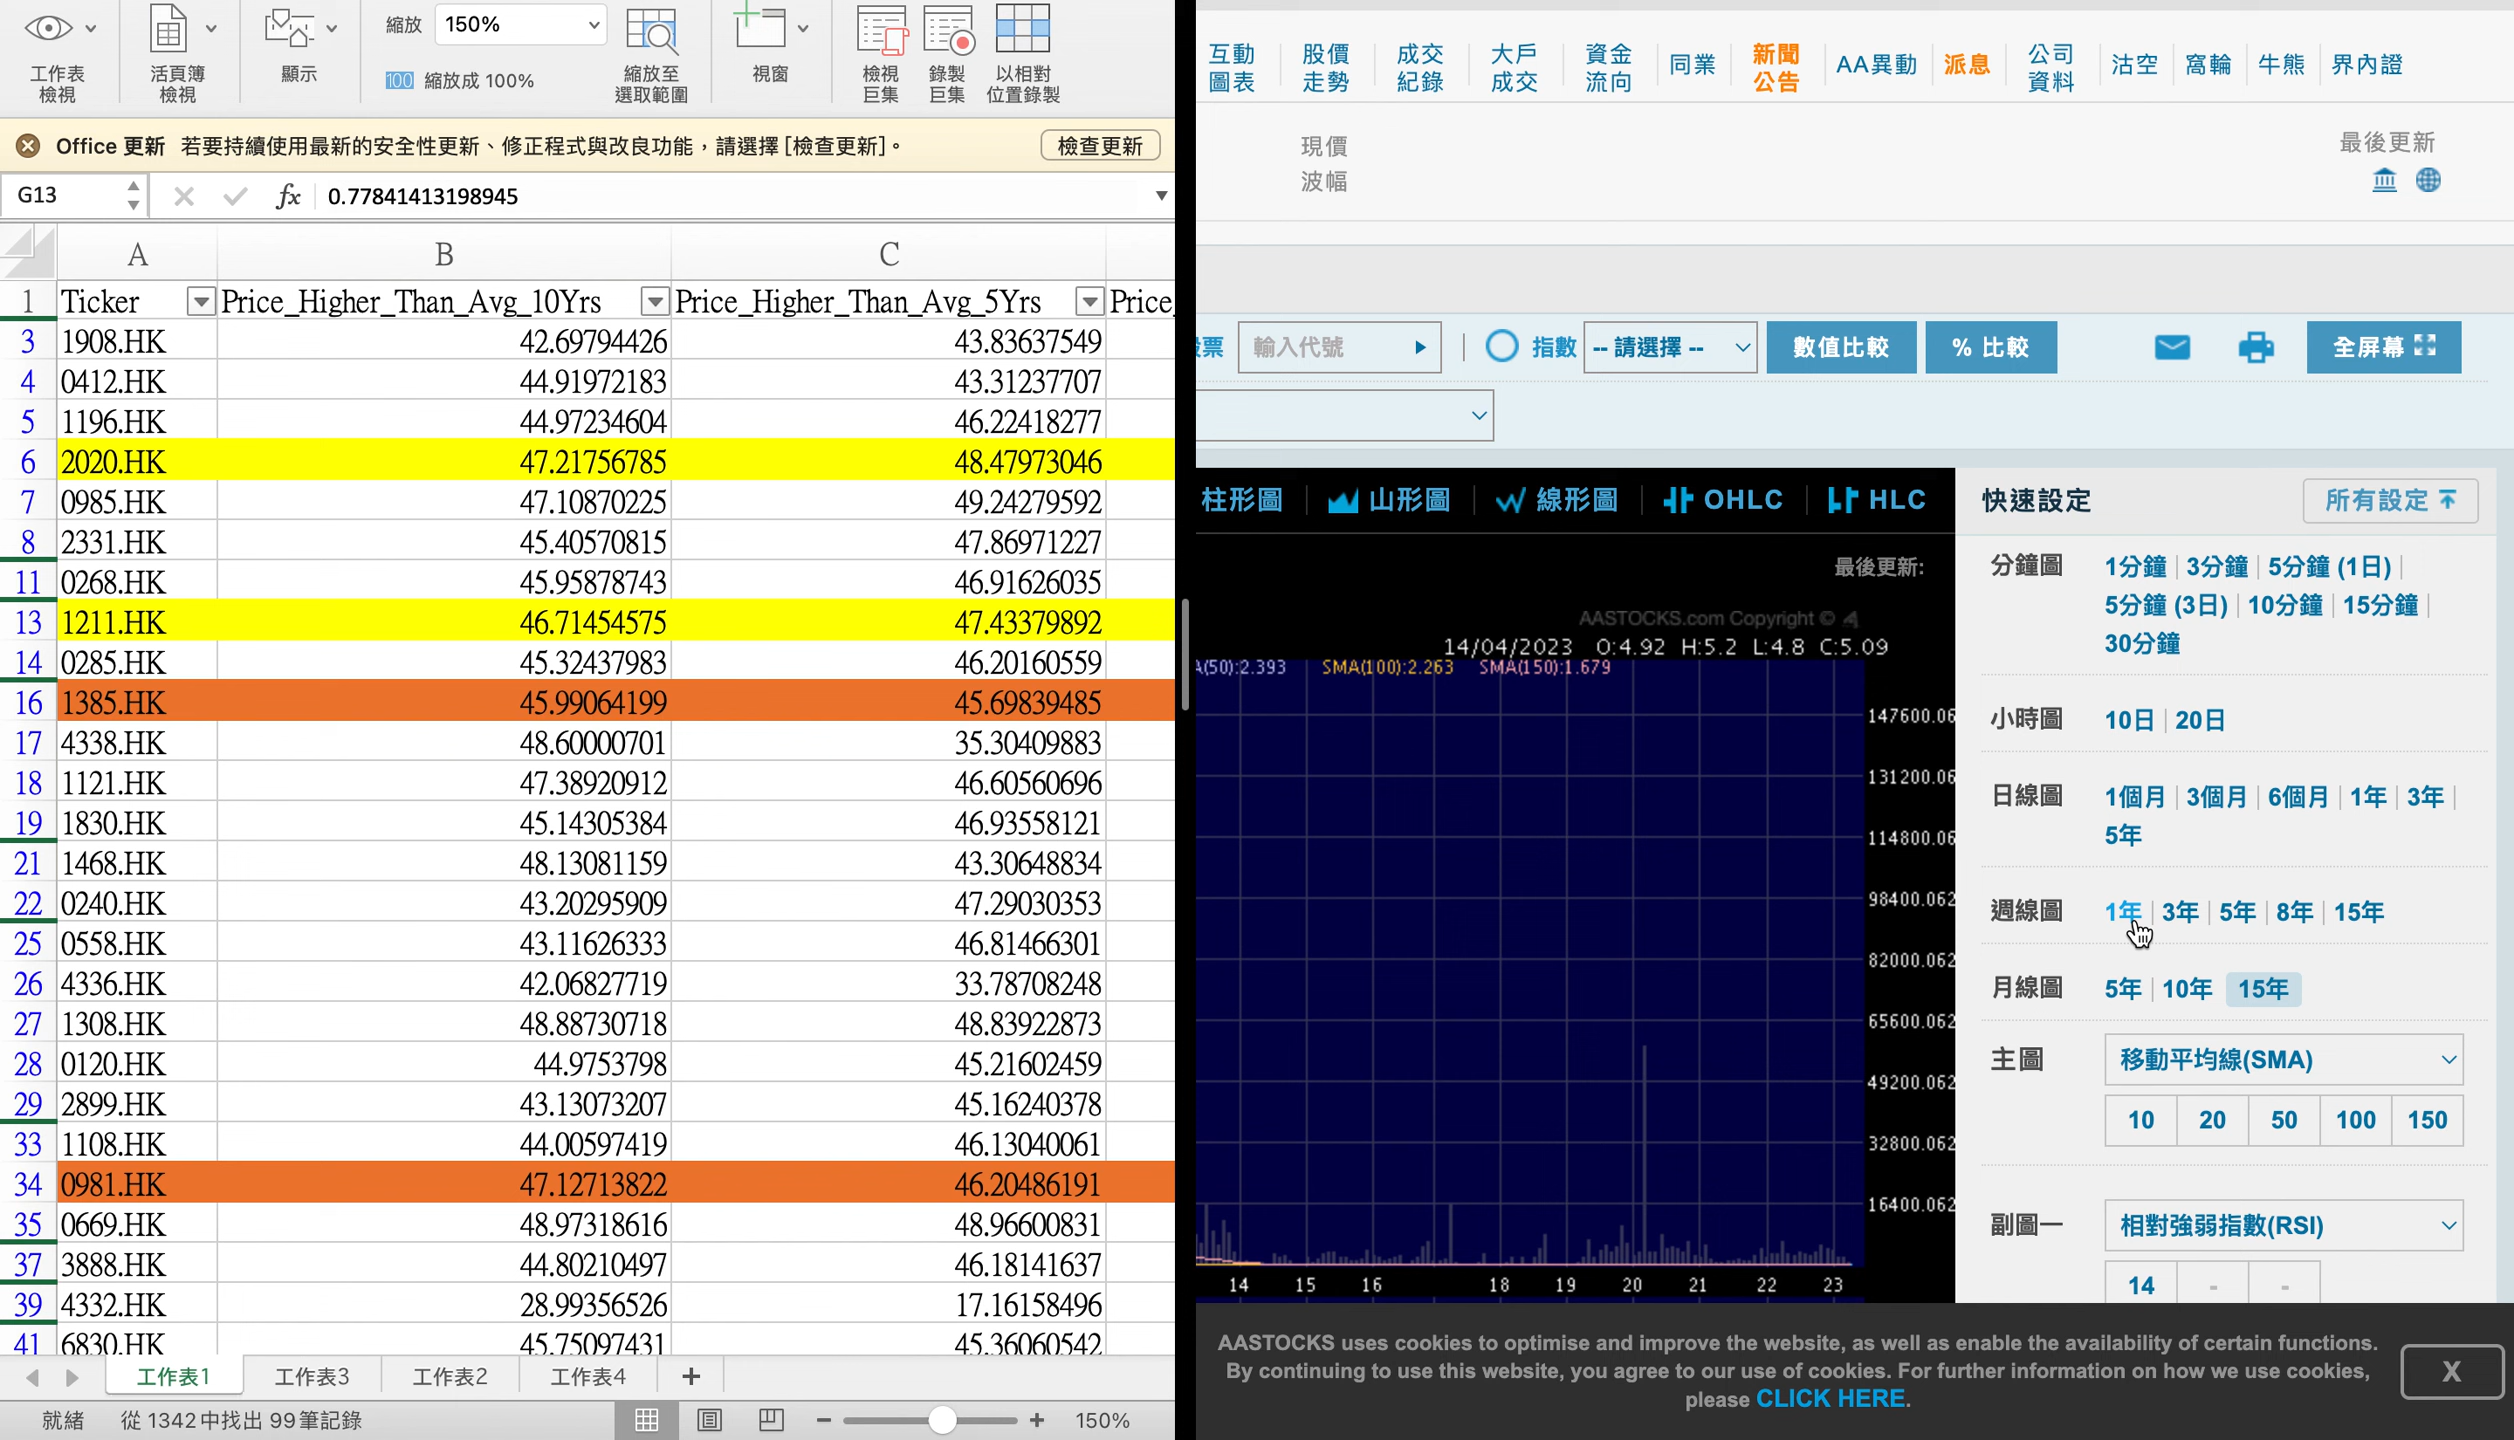 縮放 150%
工作表
檢視
活頁簿
檢視
顯示
100 縮放成 100%
縮放至
選取範圍
視窗
檢視
巨集
錄製
巨集
以相對
位置錄製
Office 更新 若要持續使用最新的安全性更新、修正程式與改良功能，請選擇 [檢查更新]。 檢查更新
G13 fx 0.77841413198945
A B C
1 Ticker Price_Higher_Than_Avg_10Yrs Price_Higher_Than_Avg_5Yrs Price_
3 1908.HK 42.69794426 43.83637549
4 0412.HK 44.91972183 43.31237707
5 1196.HK 44.97234604 46.22418277
6 2020.HK 47.21756785 48.47973046
7 0985.HK 47.10870225 49.24279592
8 2331.HK 45.40570815 47.86971227
11 0268.HK 45.95878743 46.91626035
13 1211.HK 46.71454575 47.43379892
14 0285.HK 45.32437983 46.20160559
16 1385.HK 45.99064199 45.69839485
17 4338.HK 48.60000701 35.30409883
18 1121.HK 47.38920912 46.60560696
19 1830.HK 45.14305384 46.93558121
21 1468.HK 48.13081159 43.30648834
22 0240.HK 43.20295909 47.29030353
25 0558.HK 43.11626333 46.81466301
26 4336.HK 42.06827719 33.78708248
27 1308.HK 48.88730718 48.83922873
28 0120.HK 44.9753798 45.21602459
29 2899.HK 43.13073207 45.16240378
33 1108.HK 44.00597419 46.13040061
34 0981.HK 47.12713822 46.20486191
35 0669.HK 48.97318616 48.96600831
37 3888.HK 44.80210497 46.18141637
39 4332.HK 28.99356526 17.16158496
41 6830.HK 45.75097431 45.36060542
工作表1 工作表3 工作表2 工作表4 +
就緒 從 1342 中找出 99 筆記錄 150%
互動
圖表
股價
走勢
成交
紀錄
大戶
成交
資金
流向
同業
新聞
公告
AA異動
派息
公司
資料
沽空
窩輪
牛熊
界內證
現價
波幅
最後更新
股票 輸入代號 指數 -- 請選擇 -- 數值比較 % 比較 全屏幕
柱形圖 山形圖 線形圖 OHLC HLC
最後更新:
AASTOCKS.com Copyright ©
14/04/2023 O:4.92 H:5.2 L:4.8 C:5.09
A(50):2.393 SMA(100):2.263 SMA(150):1.679
147600.06
131200.06
114800.06
98400.062
82000.062
65600.062
49200.062
32800.062
16400.062
14 15 16 18 19 20 21 22 23
快速設定 所有設定
分鐘圖 1分鐘 3分鐘 5分鐘 (1日)
5分鐘 (3日) 10分鐘 15分鐘
30分鐘
小時圖 10日 20日
日線圖 1個月 3個月 6個月 1年 3年
5年
週線圖 1年 3年 5年 8年 15年
月線圖 5年 10年 15年
主圖 移動平均線(SMA)
10 20 50 100 150
副圖一 相對強弱指數(RSI)
14 - -
AASTOCKS uses cookies to optimise and improve the website, as well as enable the availability of certain functions.
By continuing to use this website, you agree to our use of cookies. For further information on how we use cookies,
please CLICK HERE.
X